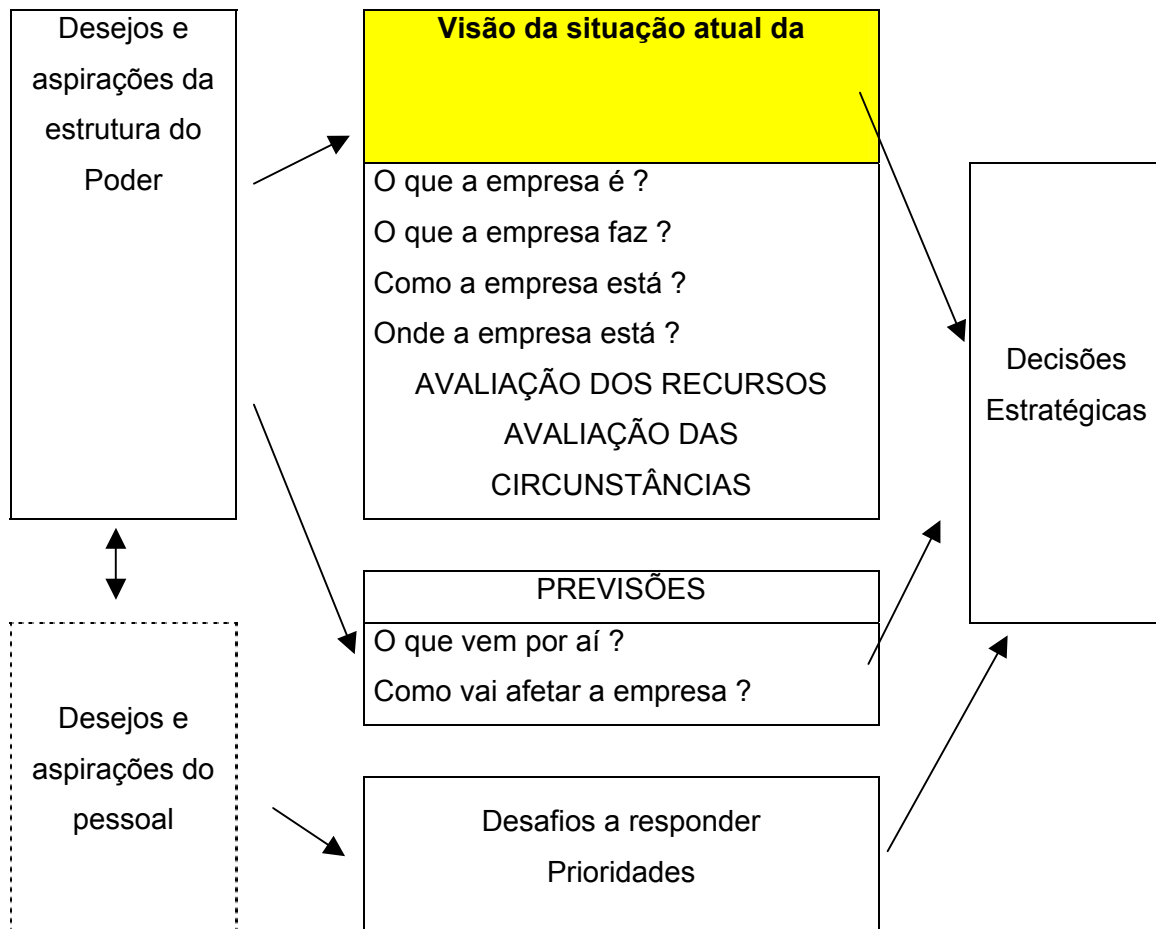 Desejos e
aspirações da
estrutura do
Poder
Visão da situação atual da
O que a empresa é ?
O que a empresa faz ?
Como a empresa está ?
Onde a empresa está ?
AVALIAÇÃO DOS RECURSOS
AVALIAÇÃO DAS
CIRCUNSTÂNCIAS
Decisões
Estratégicas
PREVISÕES
O que vem por aí ?
Como vai afetar a empresa ?
Desejos e
aspirações do
pessoal
Desafios a responder
Prioridades